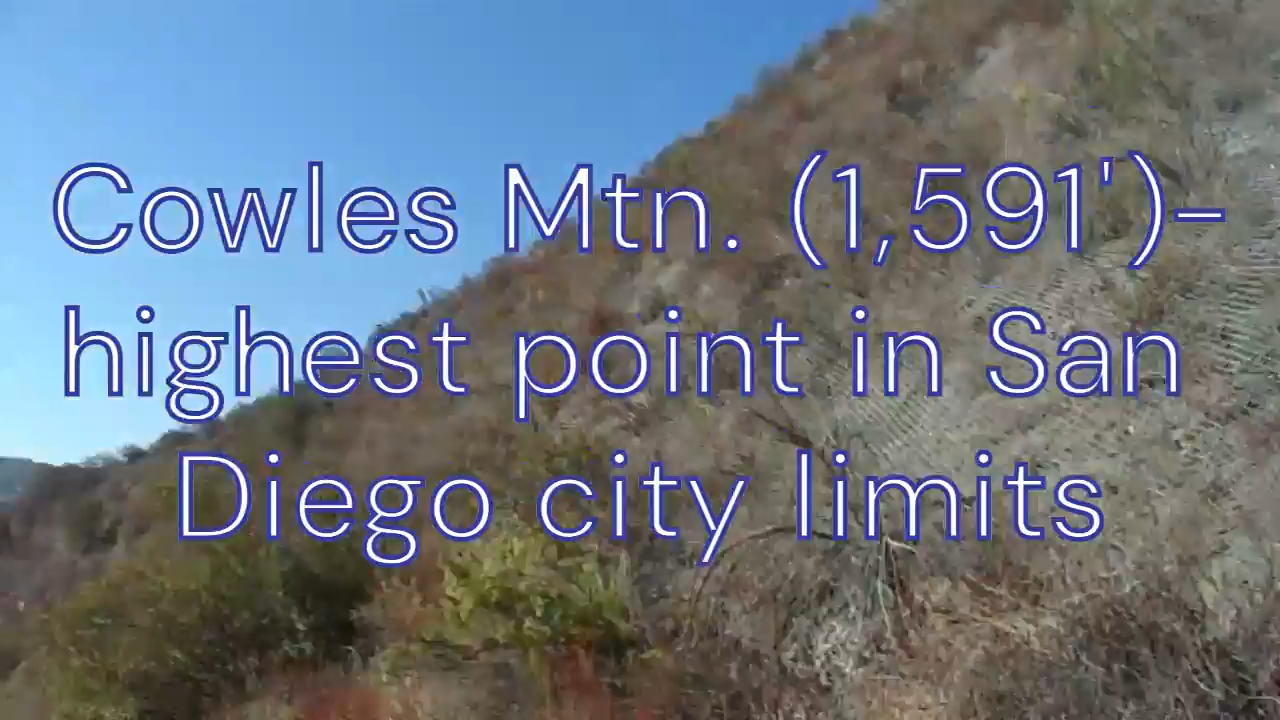 Cowles Mtn. (1,591')-
highest point in San
Diego city limits